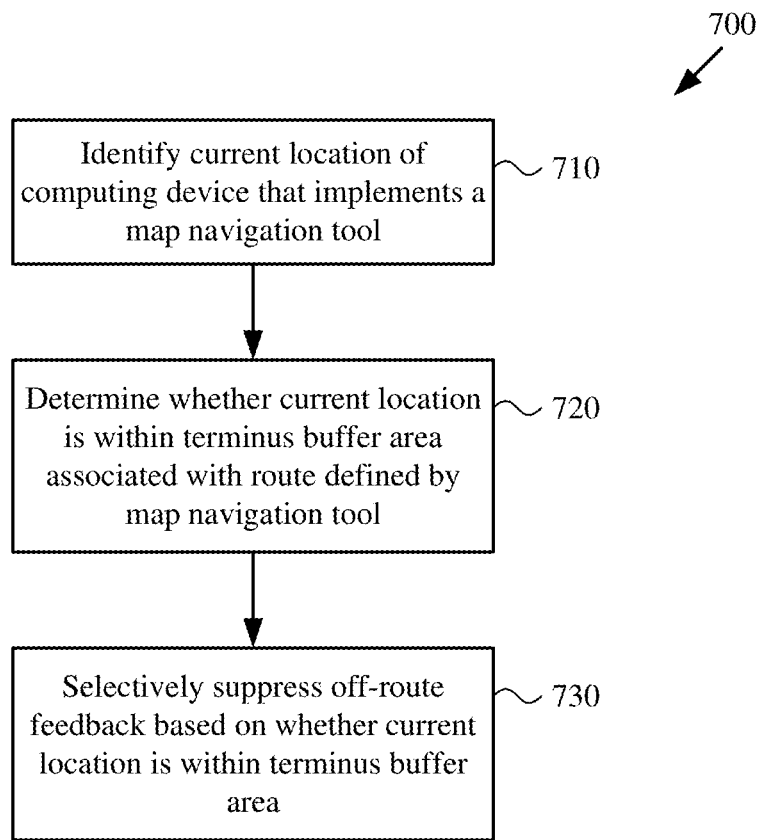 700
Identify current location of
computing device that implements a
map navigation tool
710
Determine whether current location
is within terminus buffer area
associated with route defined by
map navigation tool
720
Selectively suppress off-route
feedback based on whether current
location is within terminus buffer
area
730